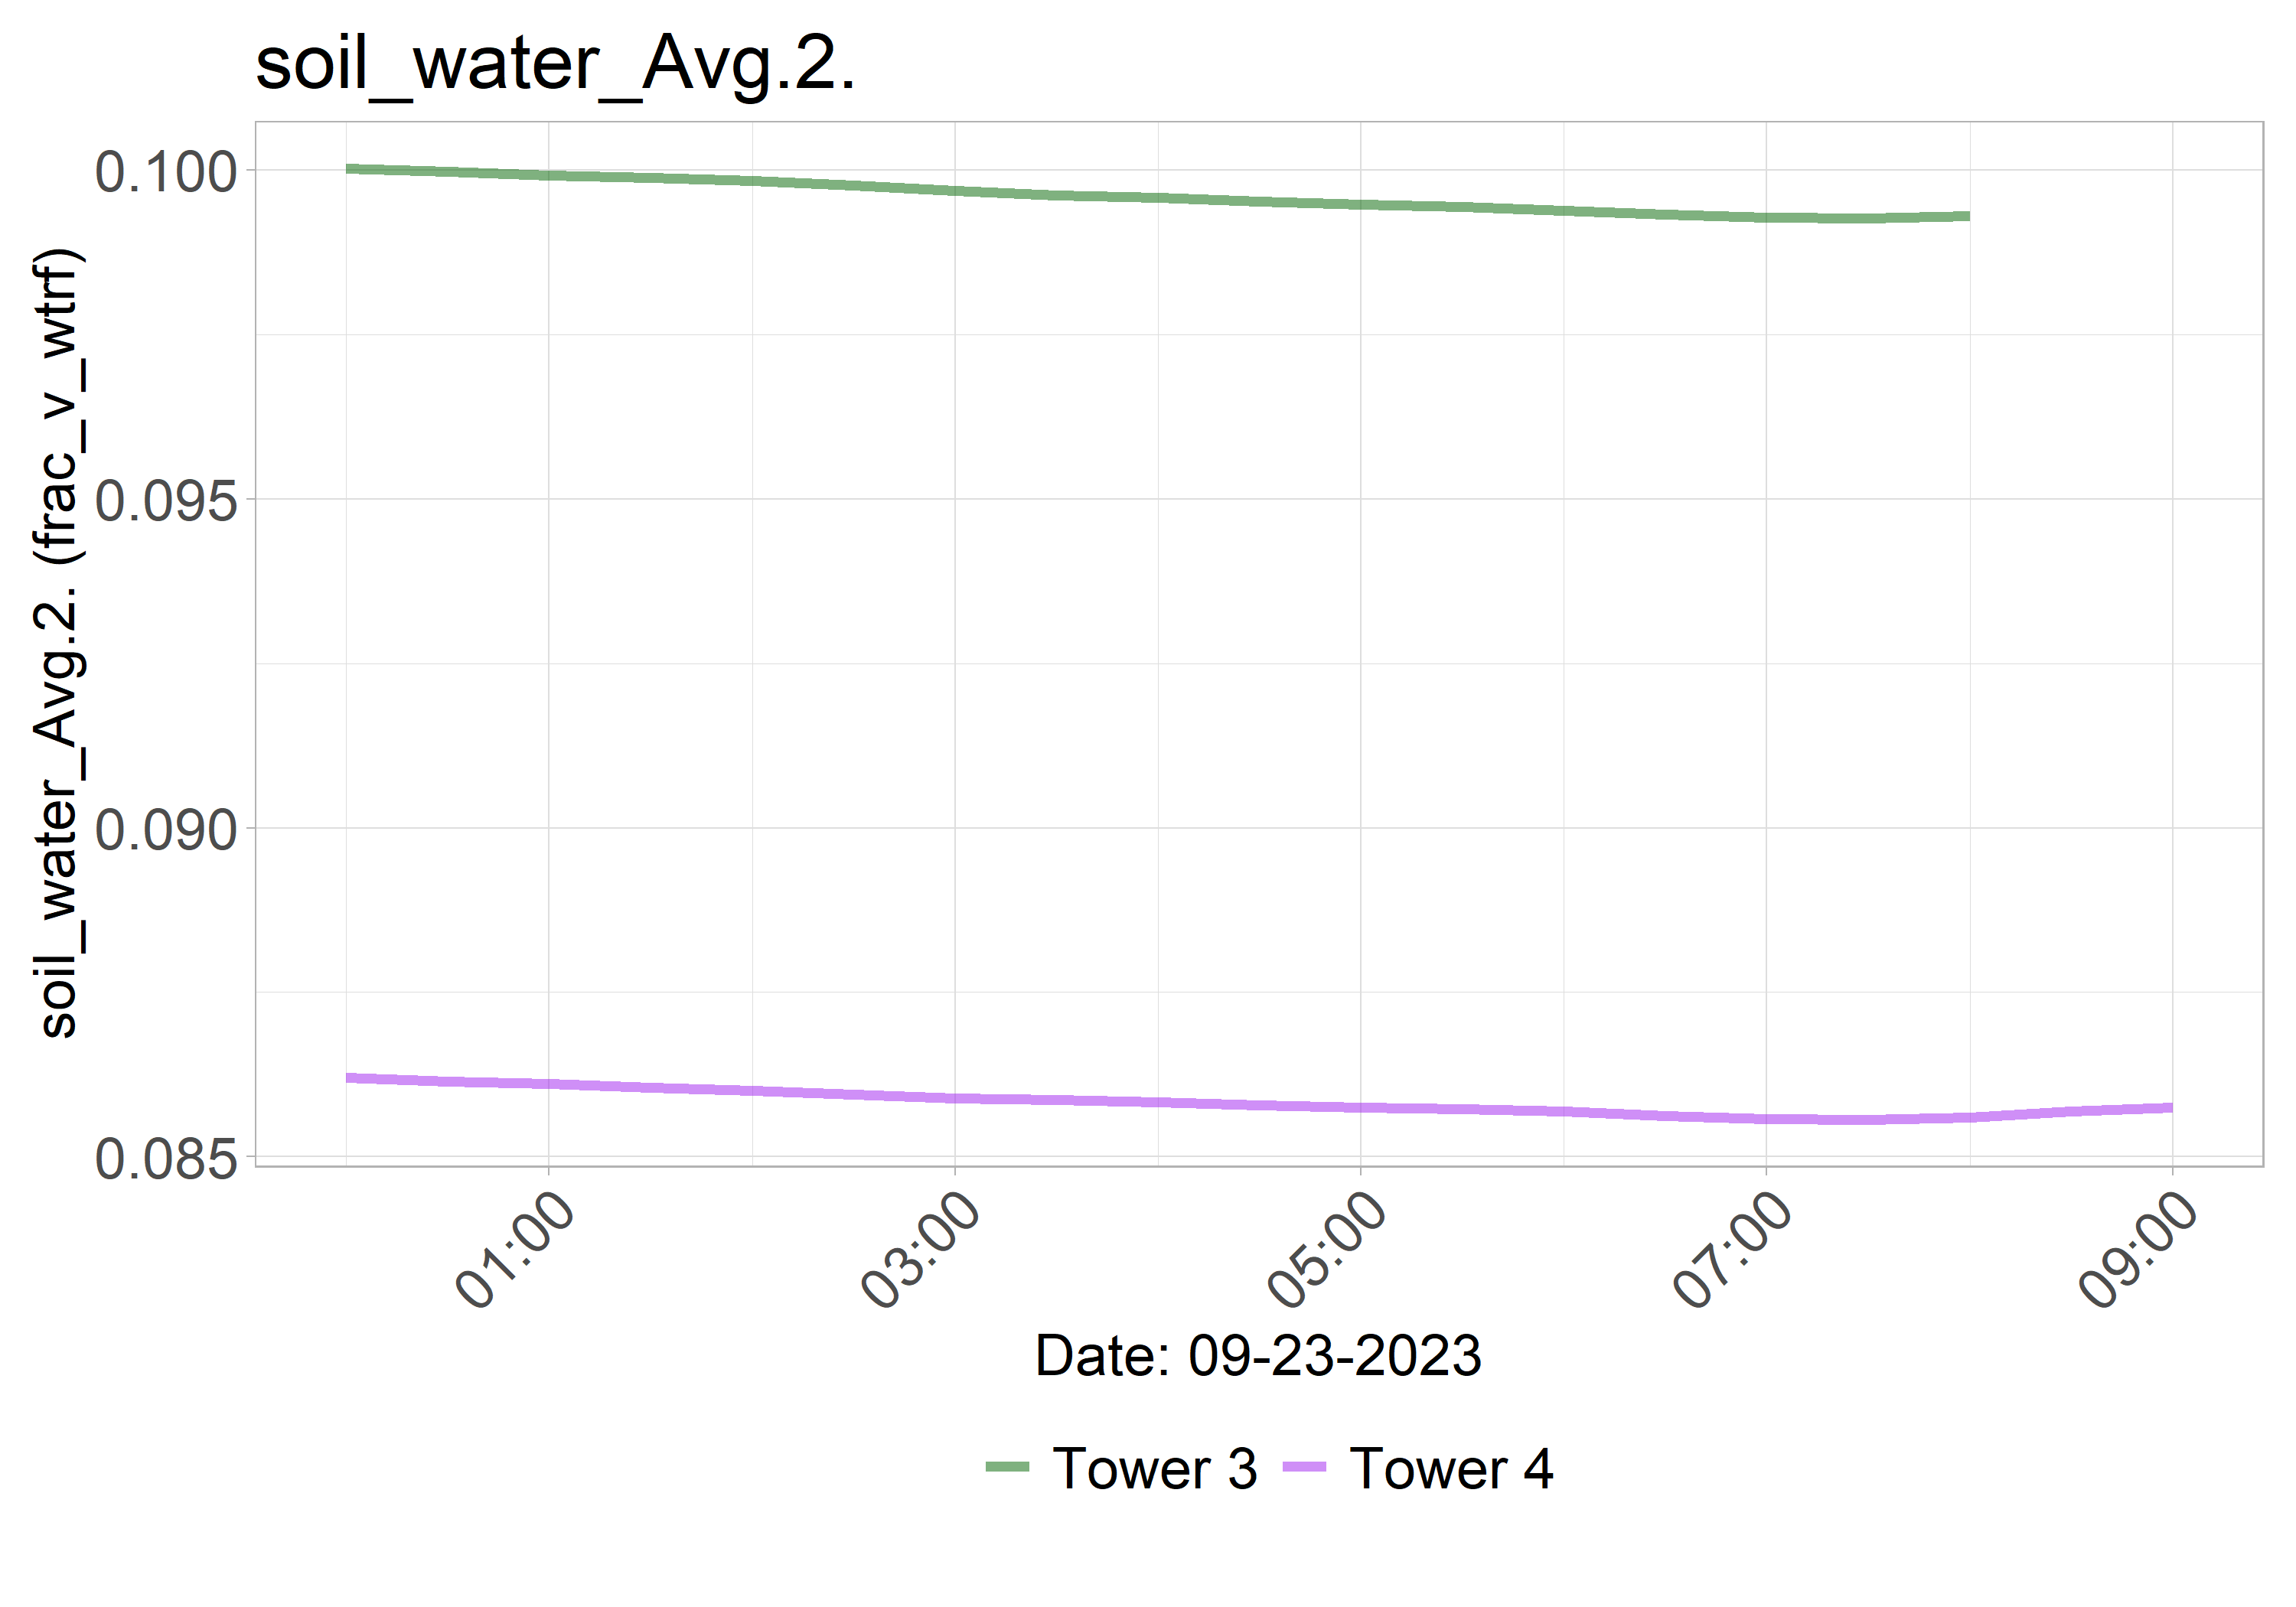 soil_water_Avg.2.
soil_water_Avg.2. (frac_v_wtrf)
0.100
0.095
0.090
0.085
01:00
03:00
05:00
07:00
09:00
Date: 09-23-2023
Tower 3
Tower 4